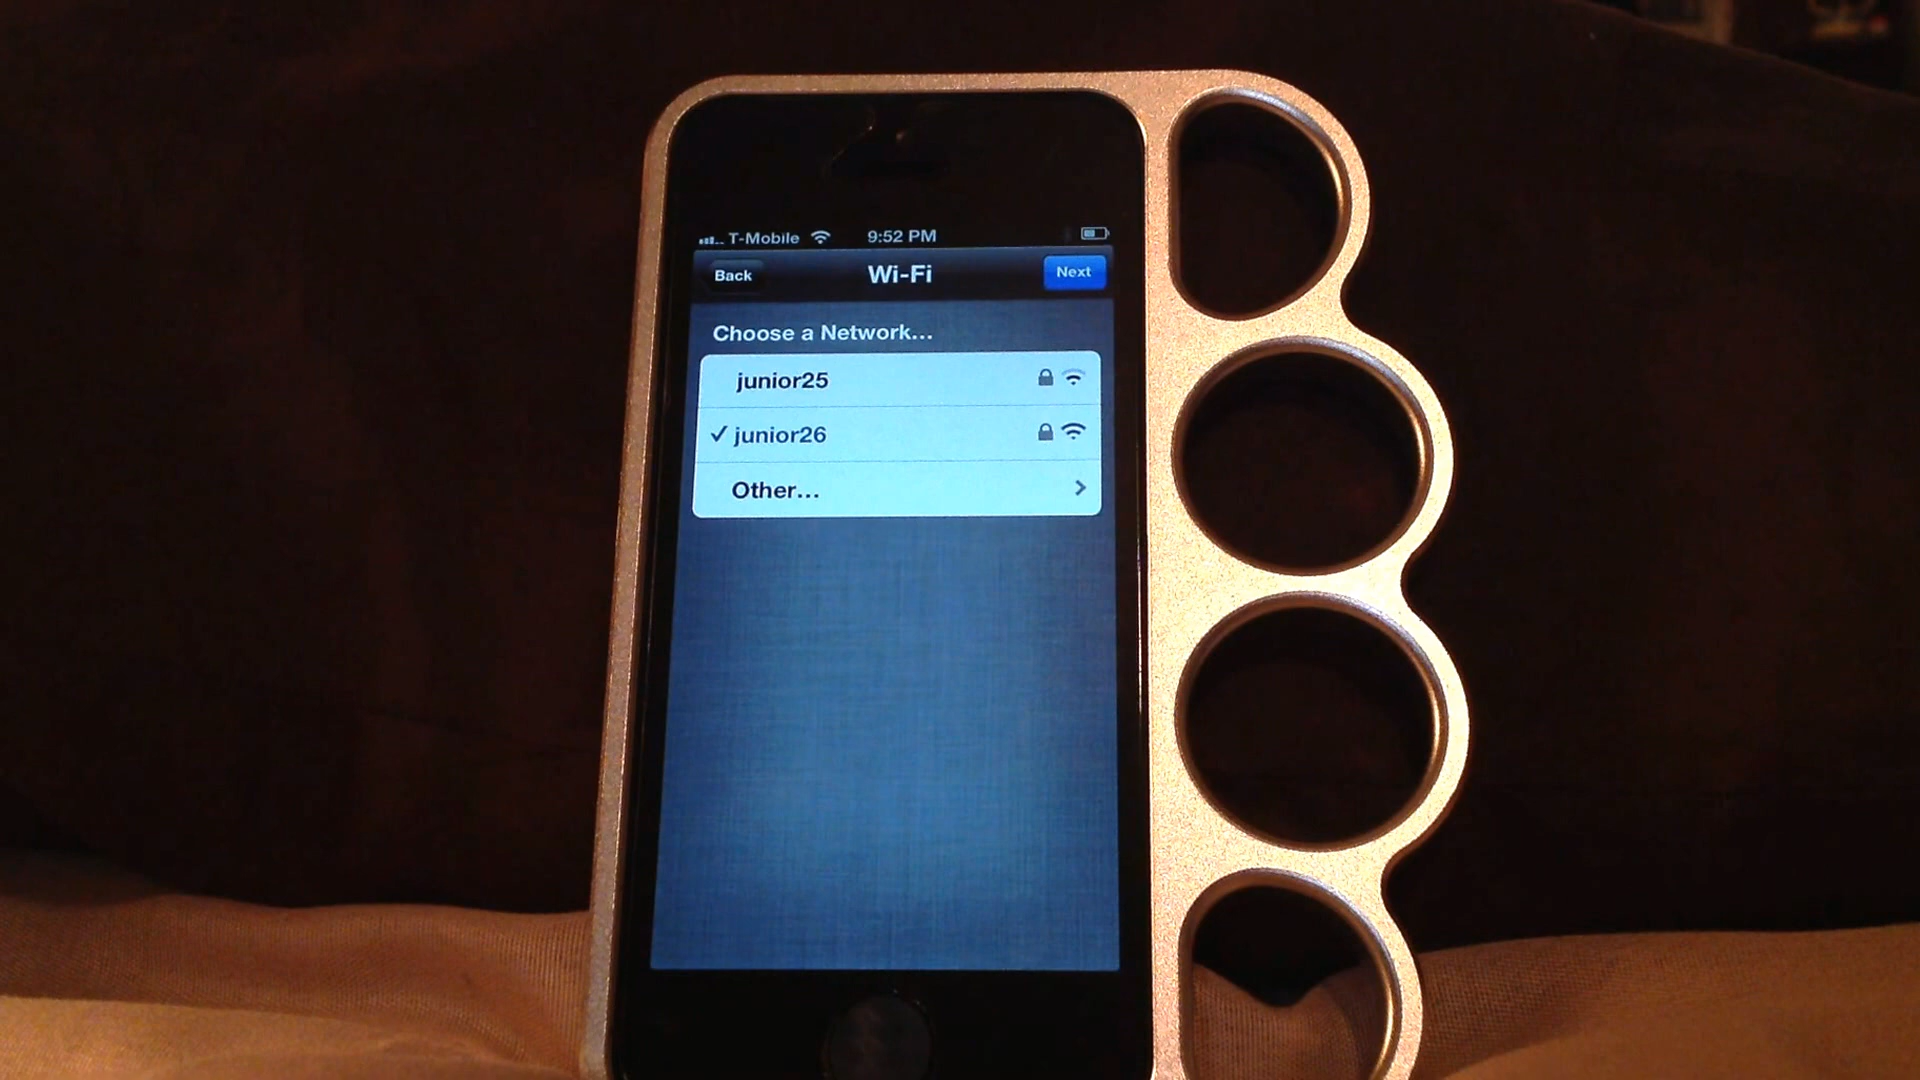 T-Mobile 9:52 PM
Back Wi-Fi Next
Choose a Network...
junior25
✓ junior26
Other...